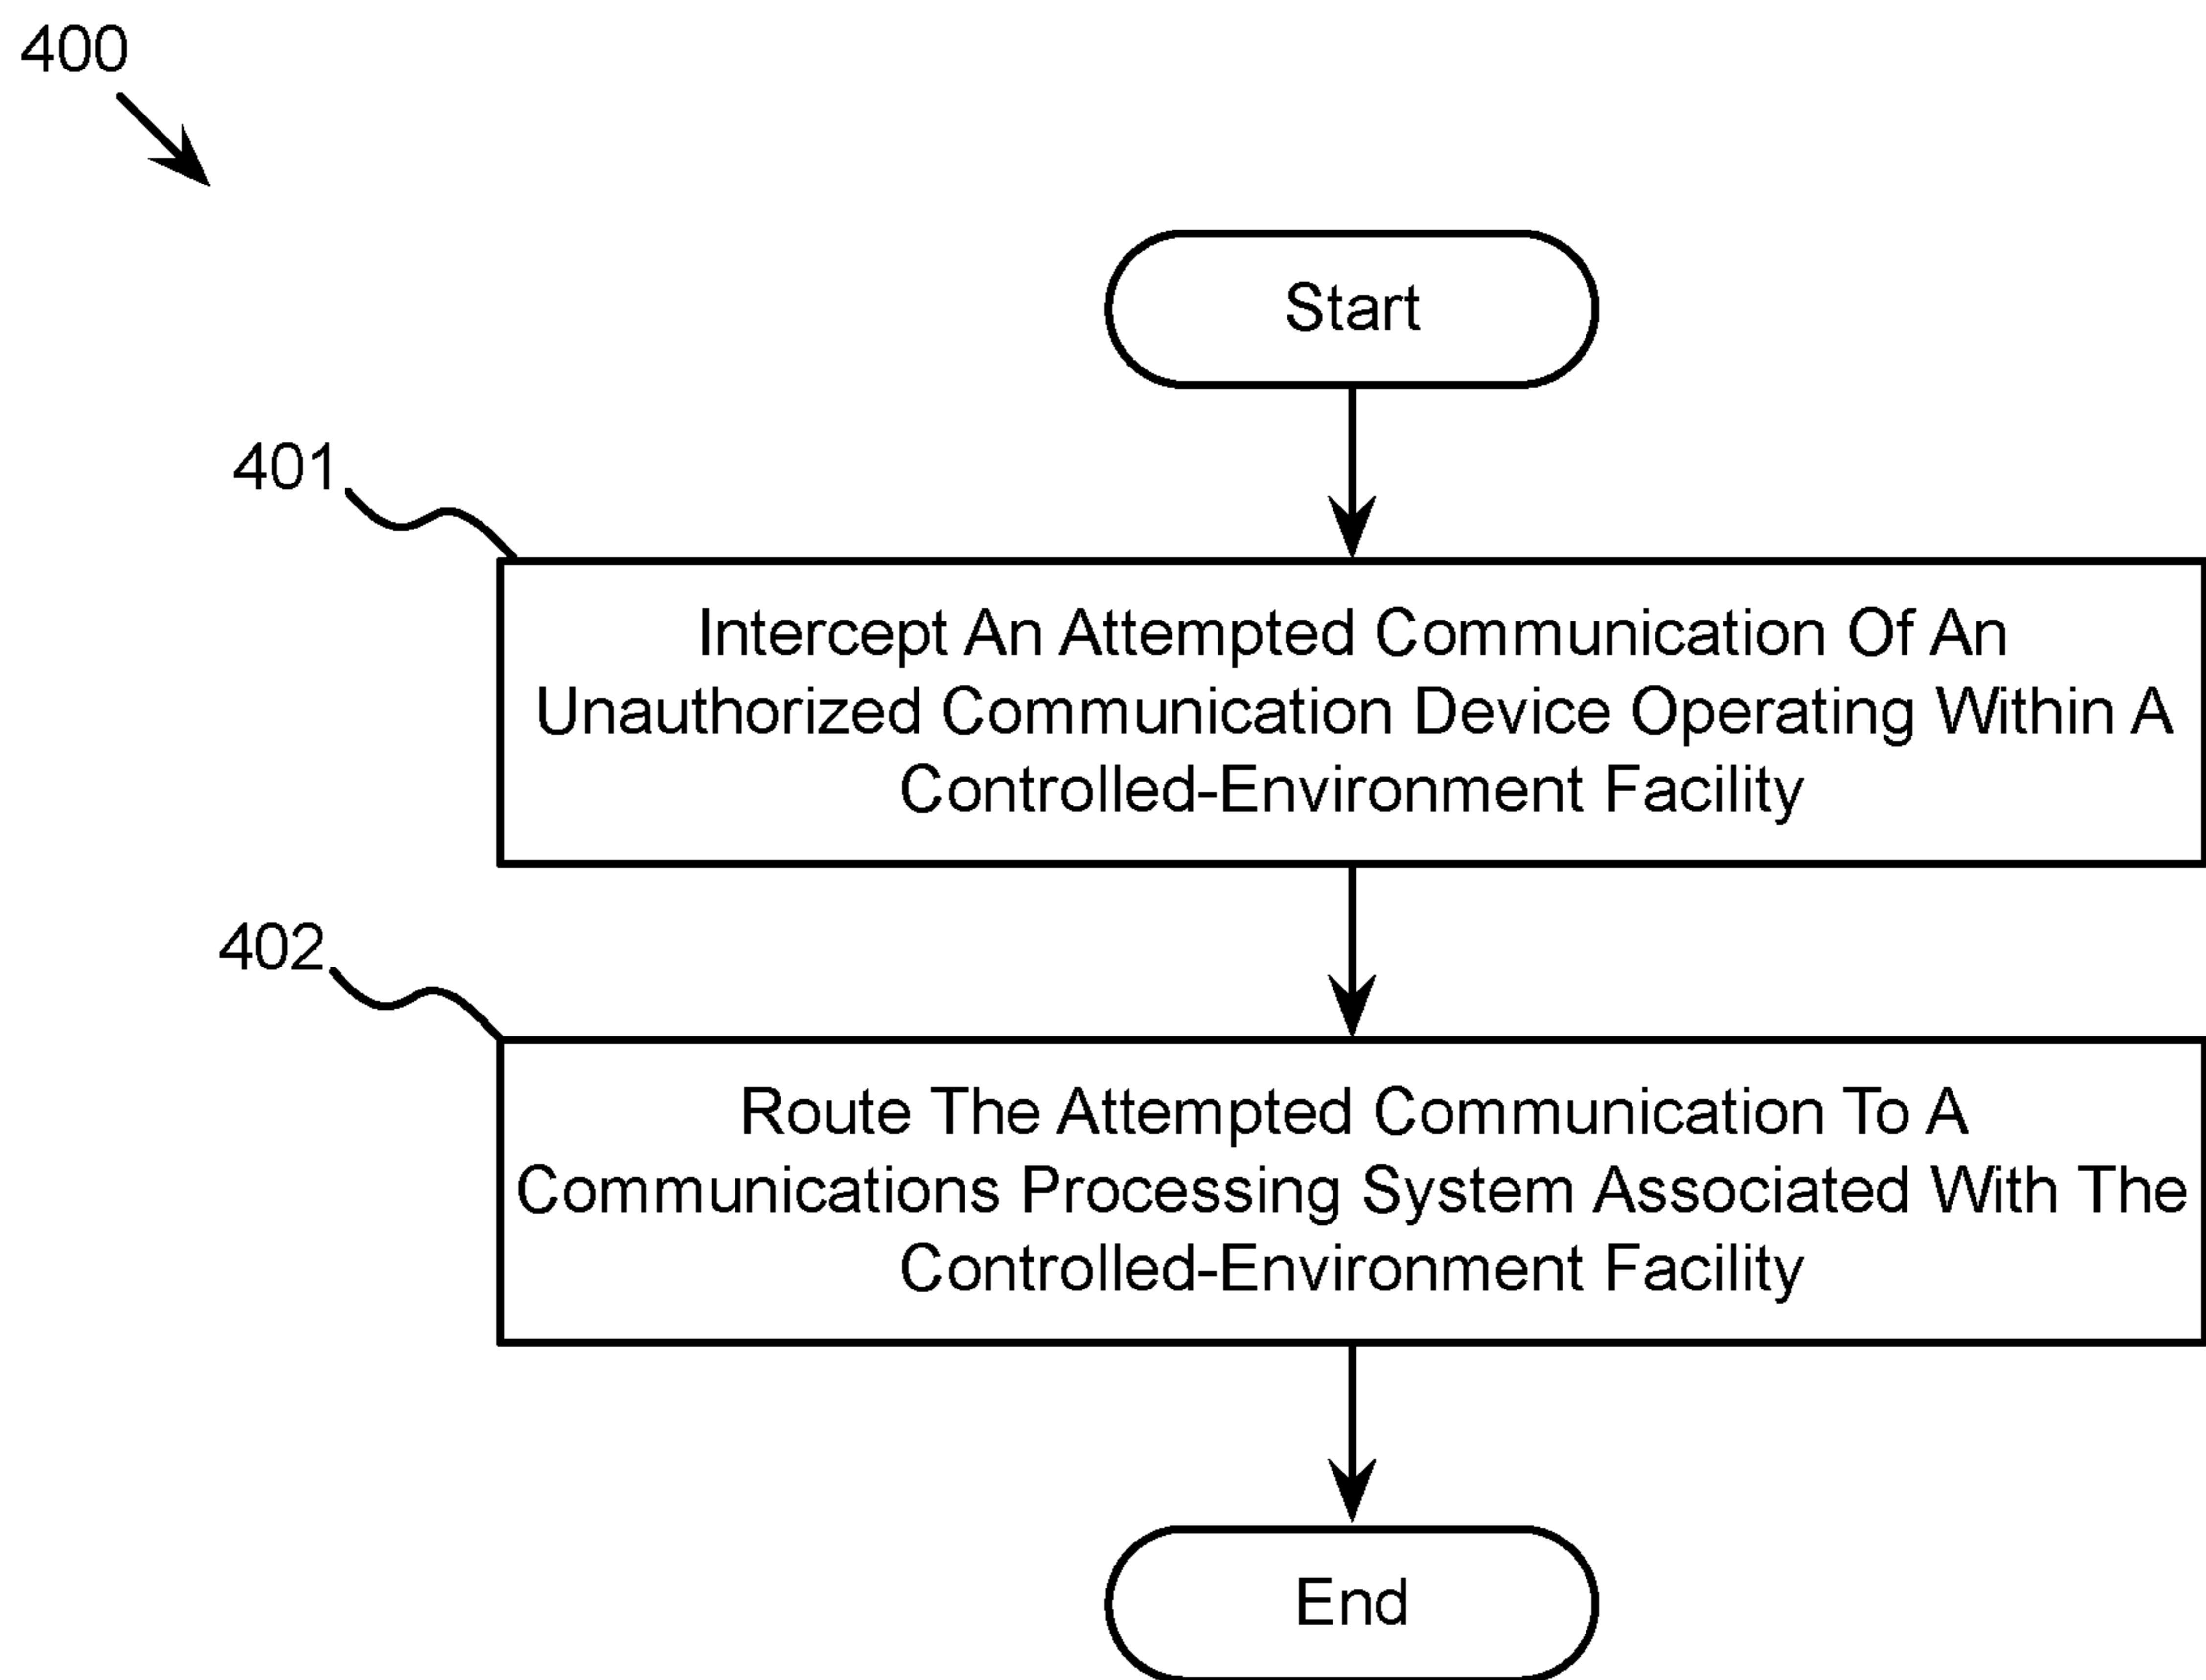 400
Start
401
Intercept An Attempted Communication Of An
Unauthorized Communication Device Operating Within A
Controlled-Environment Facility
402
Route The Attempted Communication To A
Communications Processing System Associated With The
Controlled-Environment Facility
End